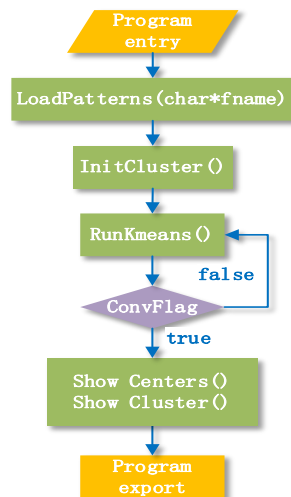 Program
entry
LoadPatterns(char*fname)
InitCluster()
RunKmeans()
false
ConvFlag
true
Show Centers()
Show Cluster()
Program
export